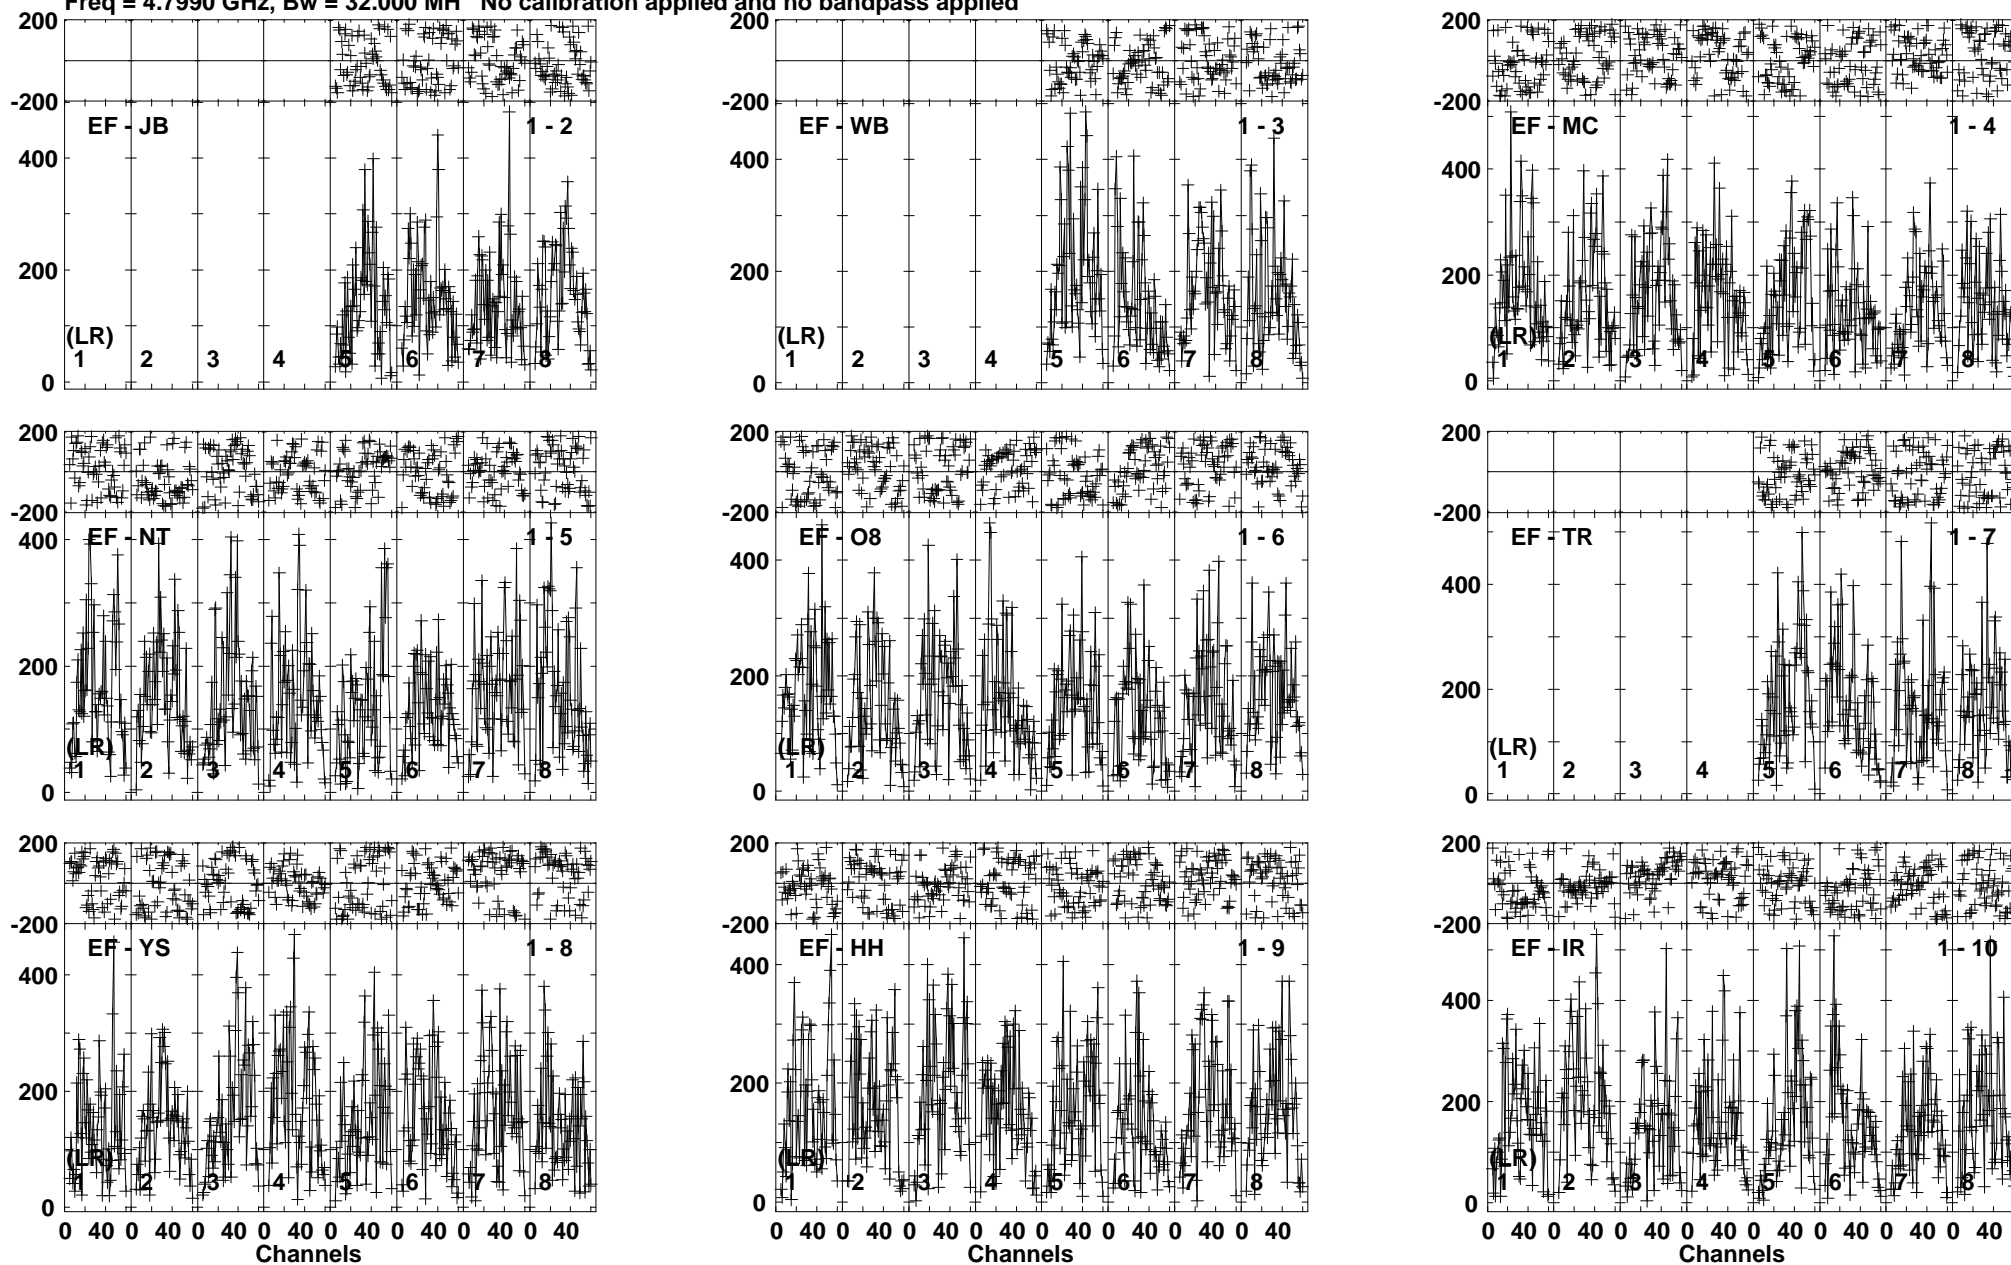 Freq = 4.7990 GHz, Bw = 32.000 MH No calibration applied and no bandpass applied
200
-200
EF - JB 1 - 2
400
200
(LR)
0
1 2 3 4 5 6 7 8
200
-200
EF - WB 1 - 3
400
200
(LR)
0
1 2 3 4 5 6 7 8
200
-200
EF - MC 1 - 4
400
200
(LR)
0
1 2 3 4 5 6 7 8
200
-200
EF - NT 1 - 5
400
200
(LR)
0
1 2 3 4 5 6 7 8
200
-200
EF - O8 1 - 6
400
200
(LR)
0
1 2 3 4 5 6 7 8
200
-200
EF - TR 1 - 7
400
200
(LR)
0
1 2 3 4 5 6 7 8
200
-200
EF - YS 1 - 8
400
200
(LR)
0
1 2 3 4 5 6 7 8
0 40 0 40 0 40 0 40 0 40 0 40 0 40 0 40
Channels
200
-200
EF - HH 1 - 9
400
200
(LR)
0
1 2 3 4 5 6 7 8
0 40 0 40 0 40 0 40 0 40 0 40 0 40 0 40
Channels
200
-200
EF - IR 1 - 10
400
200
(LR)
0
1 2 3 4 5 6 7 8
0 40 0 40 0 40 0 40 0 40 0 40 0 40 0 40
Channels